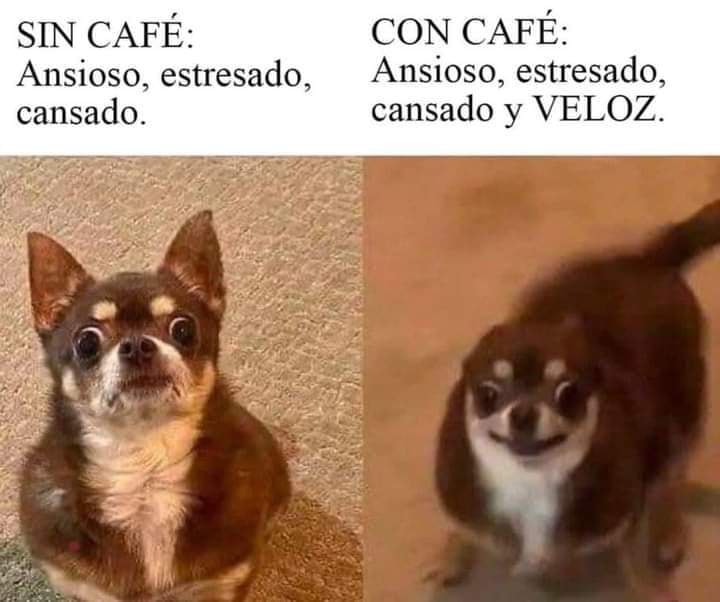 SIN CAFÉ:
Ansioso, estresado,
cansado.
CON CAFÉ:
Ansioso, estresado,
cansado y VELOZ.